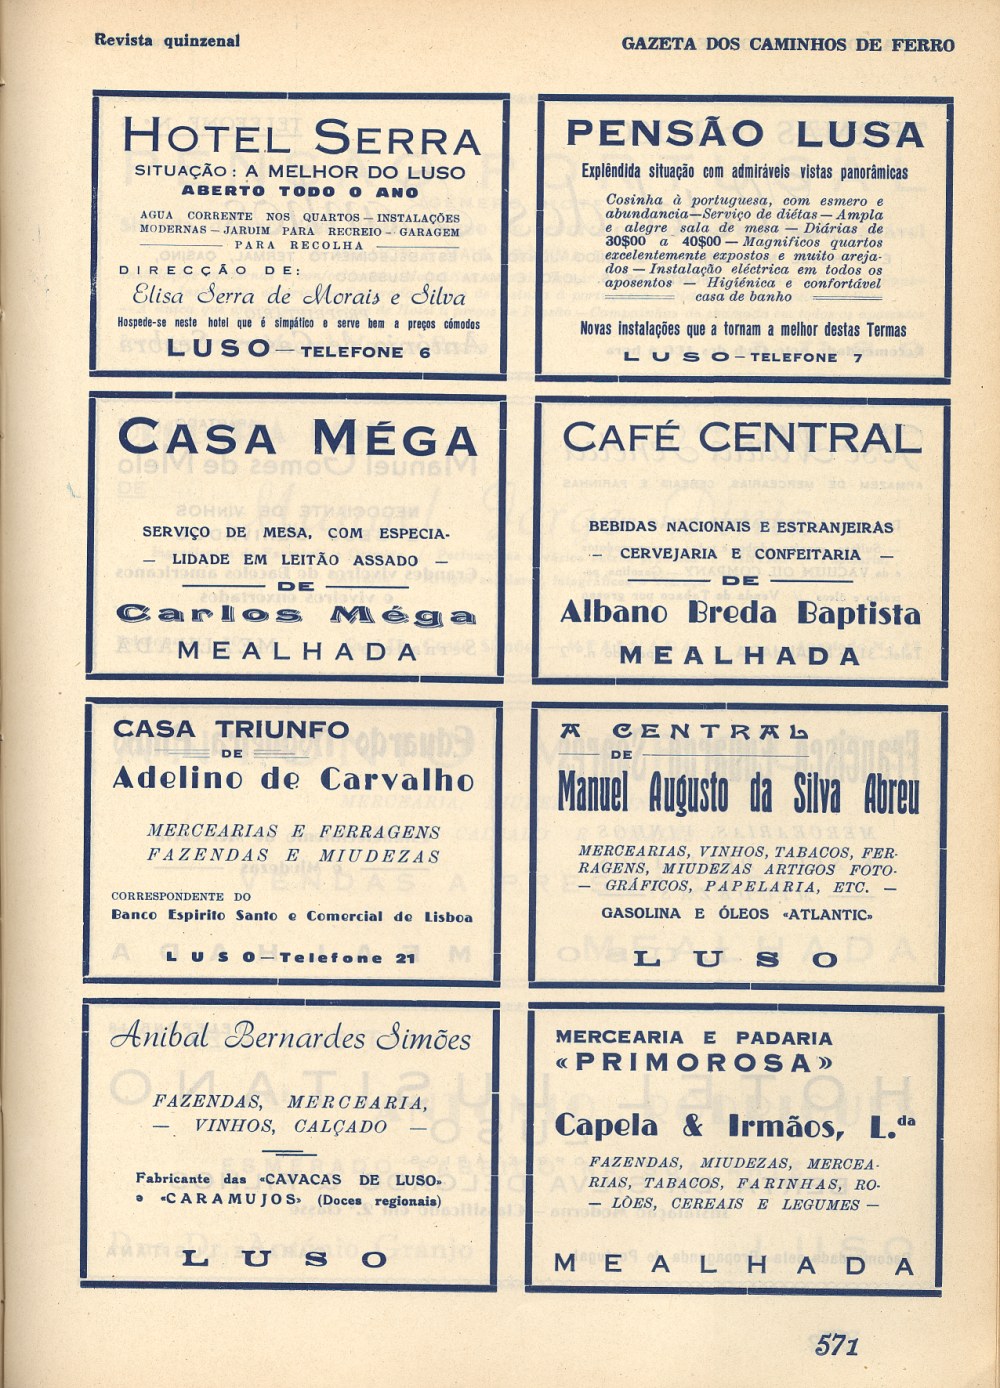 Revista quinzenal
GAZETA DOS CAMINHOS DE FERRO
HOTEL SERRA
SITUAÇÃO : A MELHOR DO LUSO
ABERTO TODO O ANO
AGUA CORRENTE NOS QUARTOS — INSTALAÇÕES
MODERNAS — JARDIM PARA RECREIO — GARAGEM
PARA RECOLHA
DIRECÇÃO DE:
Elisa Serra de Morais e Silva
Hospede-se neste hotel que é simpático e serve bem a preços cómodos
LUSO — TELEFONE 6
PENSÃO LUSA
Explêndida situação com admiráveis vistas panorâmicas
Cosinha à portuguesa, com esmero e
abundancia — Serviço de diétas — Ampla
e alegre sala de mesa — Diárias de
30$00 a 40$00 — Magníficos quartos
excelentemente expostos e muito areja-
dos — Instalação eléctrica em todos os
aposentos — Higiénica e confortável
casa de banho
Novas instalações que a tornam a melhor destas Termas
LUSO — TELEFONE 7
CASA MÉGA
SERVIÇO DE MESA, COM ESPECIA-
— LIDADE EM LEITÃO ASSADO —
DE
Carlos Méga
MEALHADA
CAFÉ CENTRAL
BEBIDAS NACIONAIS E ESTRANJEIRAS
— CERVEJARIA E CONFEITARIA —
DE
Albano Breda Baptista
MEALHADA
CASA TRIUNFO
DE
Adelino de Carvalho
MERCEARIAS E FERRAGENS
FAZENDAS E MIUDEZAS
CORRESPONDENTE DO
Banco Espirito Santo e Comercial de Lisboa
LUSO — Telefone 21
A CENTRAL
DE
Manuel Augusto da Silva Abreu
MERCEARIAS, VINHOS, TABACOS, FER-
RAGENS, MIUDEZAS ARTIGOS FOTO-
— GRÁFICOS, PAPELARIA, ETC. —
GASOLINA E ÓLEOS «ATLANTIC»
LUSO
Anibal Bernardes Simões
FAZENDAS, MERCEARIA,
— VINHOS, CALÇADO —
Fabricante das «CAVACAS DE LUSO»
e «CARAMUJOS» (Doces regionais)
LUSO
MERCEARIA E PADARIA
«PRIMOROSA»
Capela & Irmãos, L.da
FAZENDAS, MIUDEZAS, MERCEA-
RIAS, TABACOS, FARINHAS, RO-
— LÕES, CEREAIS E LEGUMES —
MEALHADA
571